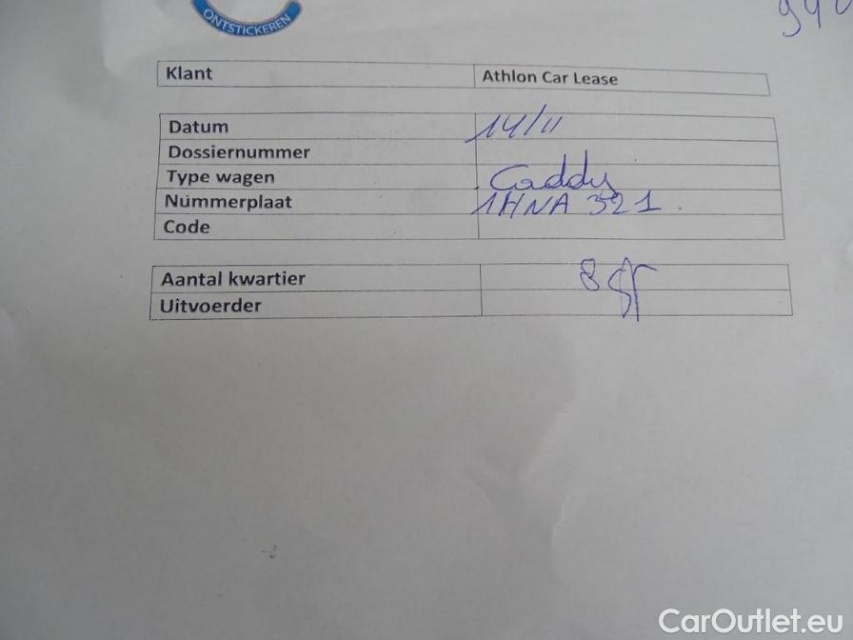 ONTSTICKEREN
Klant Athlon Car Lease
Datum 14/11
Dossiernummer
Type wagen Caddy
Nummerplaat 1HNA 321
Code
Aantal kwartier 8
Uitvoerder
CarOutlet.eu